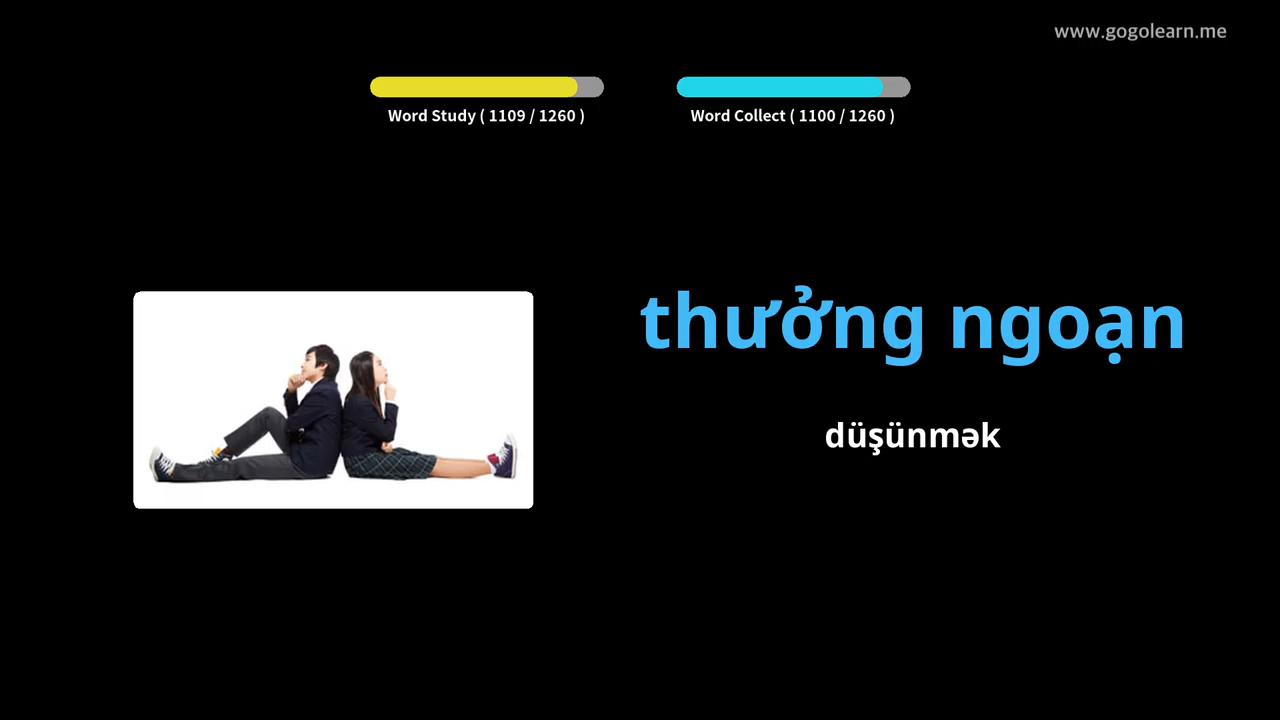 www.gogolearn.me
Word Study ( 1109 / 1260 )
Word Collect ( 1100 / 1260 )
thưởng ngoạn
düşünmək